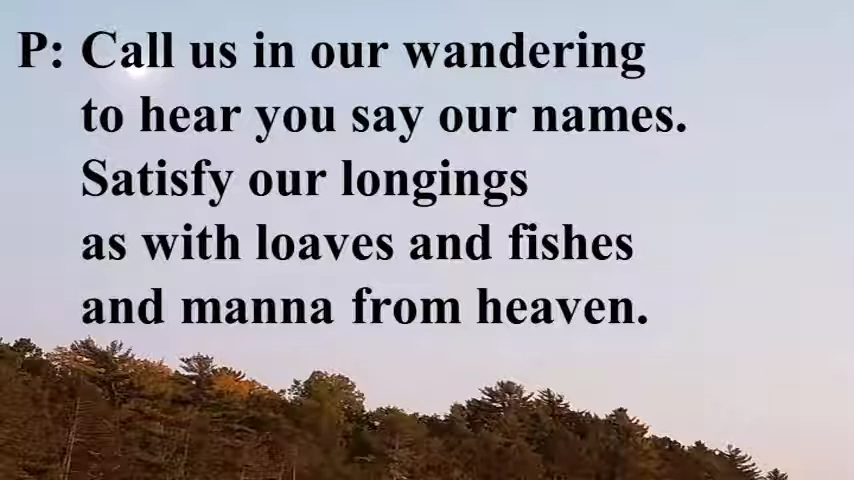 P: Call us in our wandering
to hear you say our names.
Satisfy our longings
as with loaves and fishes
and manna from heaven.